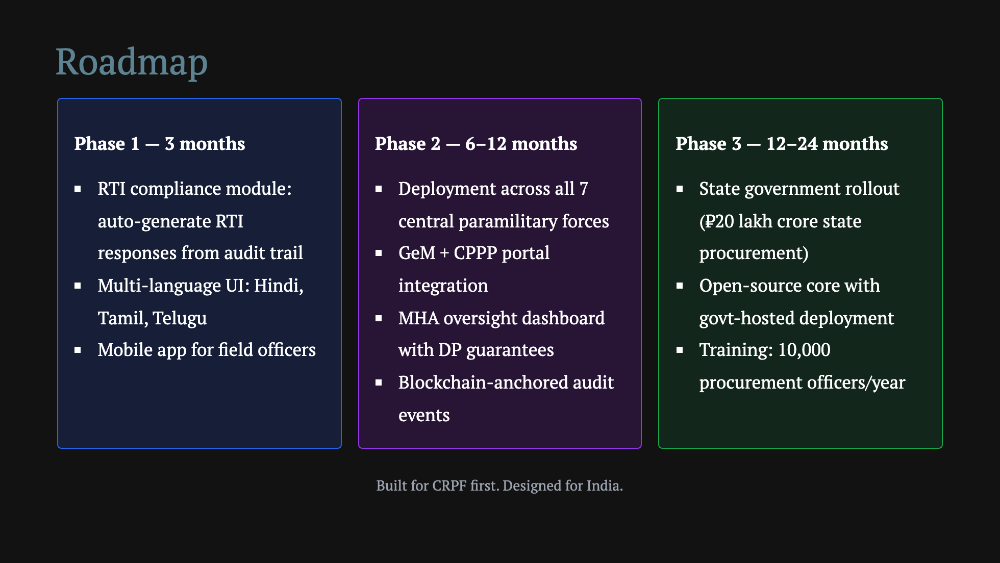 Roadmap
Phase 1 — 3 months
▪ RTI compliance module:
auto-generate RTI
responses from audit trail
▪ Multi-language UI: Hindi,
Tamil, Telugu
▪ Mobile app for field officers
Phase 2 — 6–12 months
▪ Deployment across all 7
central paramilitary forces
▪ GeM + CPPP portal
integration
▪ MHA oversight dashboard
with DP guarantees
▪ Blockchain-anchored audit
events
Phase 3 — 12–24 months
▪ State government rollout
(₽20 lakh crore state
procurement)
▪ Open-source core with
govt-hosted deployment
▪ Training: 10,000
procurement officers/year
Built for CRPF first. Designed for India.